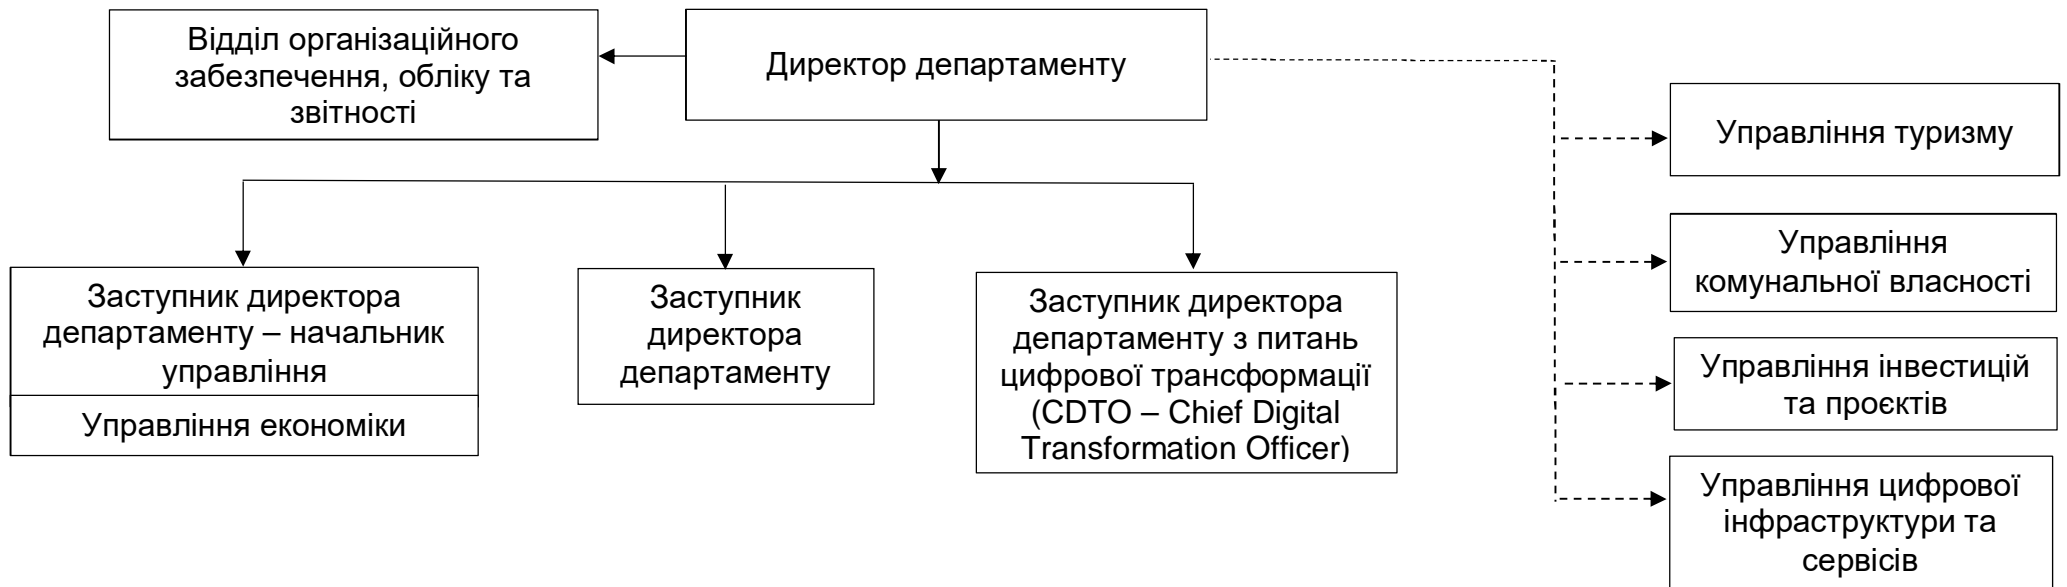 Відділ організаційного
забезпечення, обліку та
звітності
Директор департаменту
Управління туризму
Управління
комунальної власності
Управління інвестицій
та проєктів
Управління цифрової
інфраструктури та
сервісів
Заступник директора
департаменту – начальник
управління
Управління економіки
Заступник
директора
департаменту
Заступник директора
департаменту з питань
цифрової трансформації
(CDTO – Chief Digital
Transformation Officer)